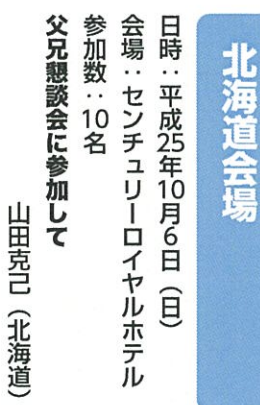 北海道会場
日時：平成25年10月6日（日）
会場：センチュリーロイヤルホテル
参加数：10名
父兄懇談会に参加して
山田克己（北海道）